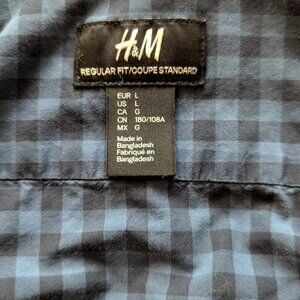 H&M
REGULAR FIT/COUPE STANDARD
EUR L
US L
CA G
CN 180/108A
MX G
Made in
Bangladesh
Fabriqué en
Bangladesh